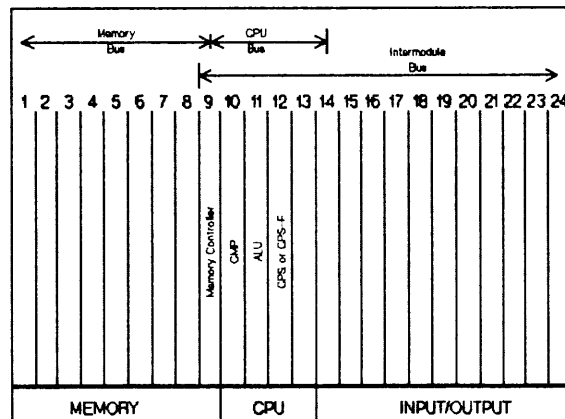 Memory
Bus
CPU
Bus
Intermodule
Bus
1 2 3 4 5 6 7 8 9 10 11 12 13 14 15 16 17 18 19 20 21 22 23 24
Memory Controller
CMP
ALU
CPS or CPS-F
MEMORY
CPU
INPUT/OUTPUT